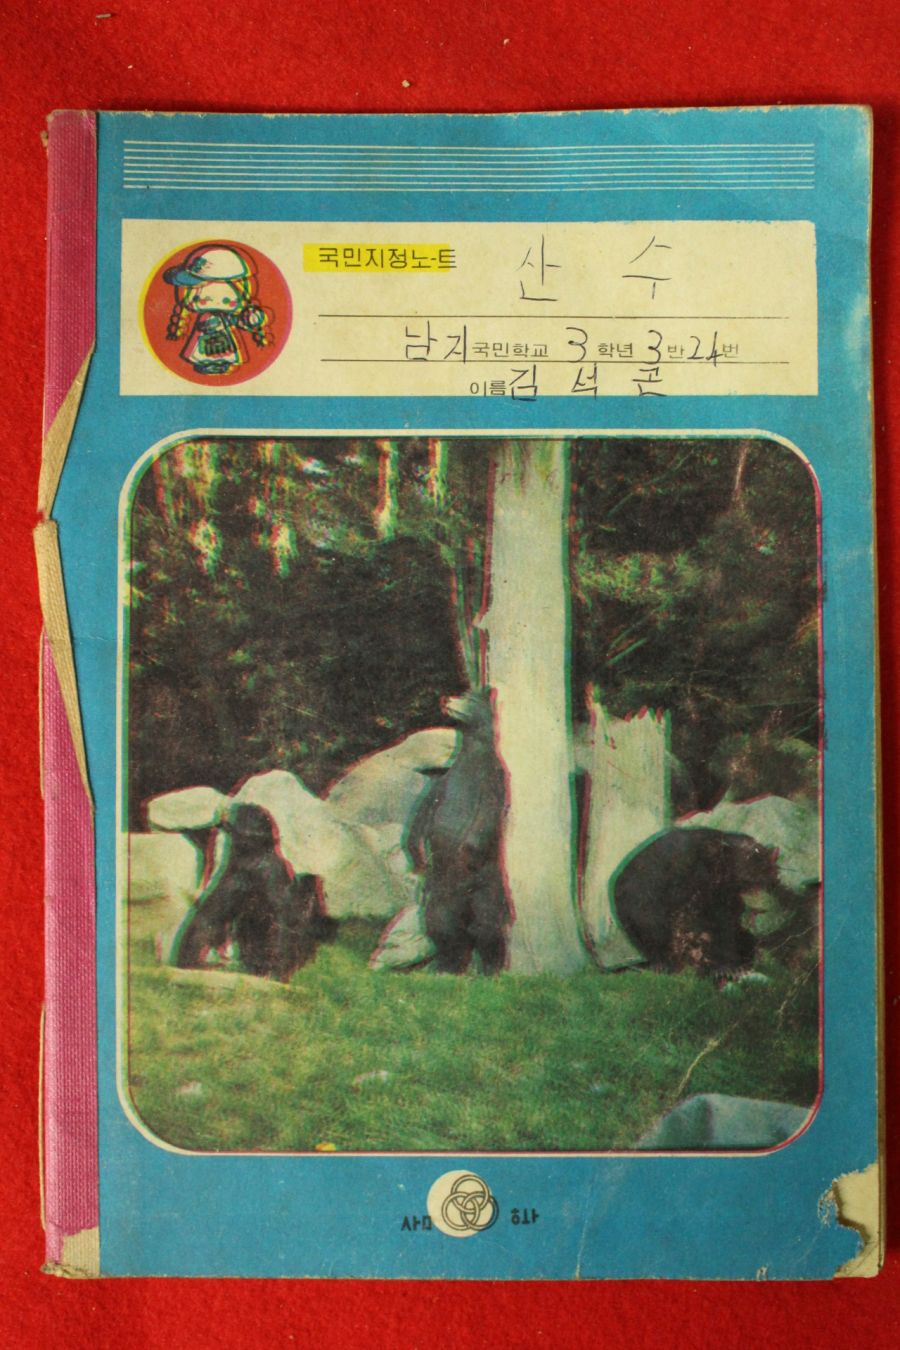 국민지정노-트 산 수
남지국민학교 3학년 3반24번
이름 김 석 곤